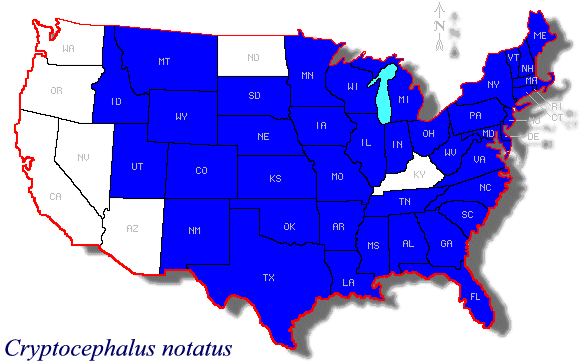 N
N
WA
MT
ND
MN
ME
OR
ID
WY
SD
WI
MI
VT
NH
MA
NY
RI
CT
NV
UT
CO
NE
IA
IL
IN
OH
PA
NJ
MD
DE
CA
KS
MO
KY
WV
VA
AZ
NM
OK
AR
TN
NC
SC
TX
LA
MS
AL
GA
FL
Cryptocephalus notatus